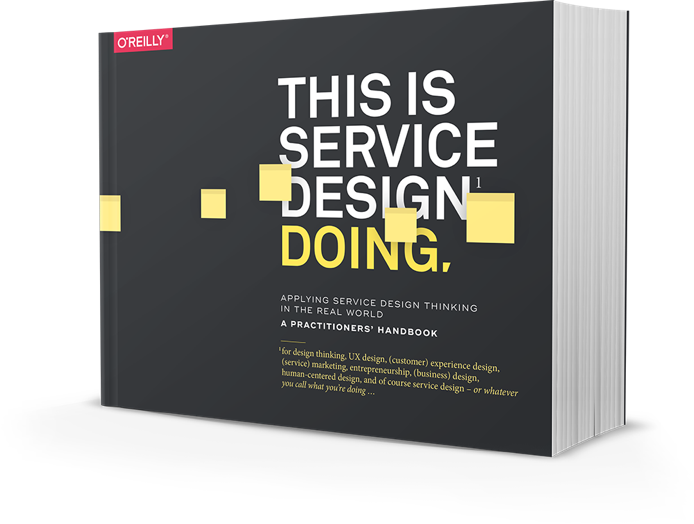 O'REILLY®
THIS IS
SERVICE
DESIGN¹
DOING.
APPLYING SERVICE DESIGN THINKING
IN THE REAL WORLD
A PRACTITIONERS' HANDBOOK
¹for design thinking, UX design, (customer) experience design,
(service) marketing, entrepreneurship, (business) design,
human-centered design, and of course service design – or whatever
you call what you're doing ...